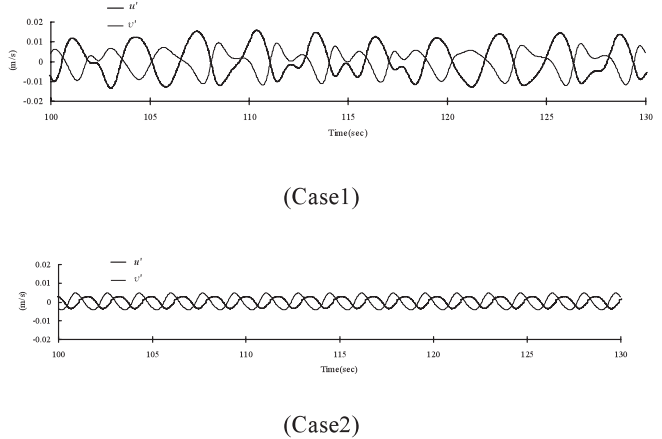 u'
υ'
0.02
0.01
0
-0.01
-0.02
(m/s)
100 105 110 115 120 125 130
Time(sec)
(Case1)
u'
υ'
0.02
0.01
0
-0.01
-0.02
(m/s)
100 105 110 115 120 125 130
Time(sec)
(Case2)